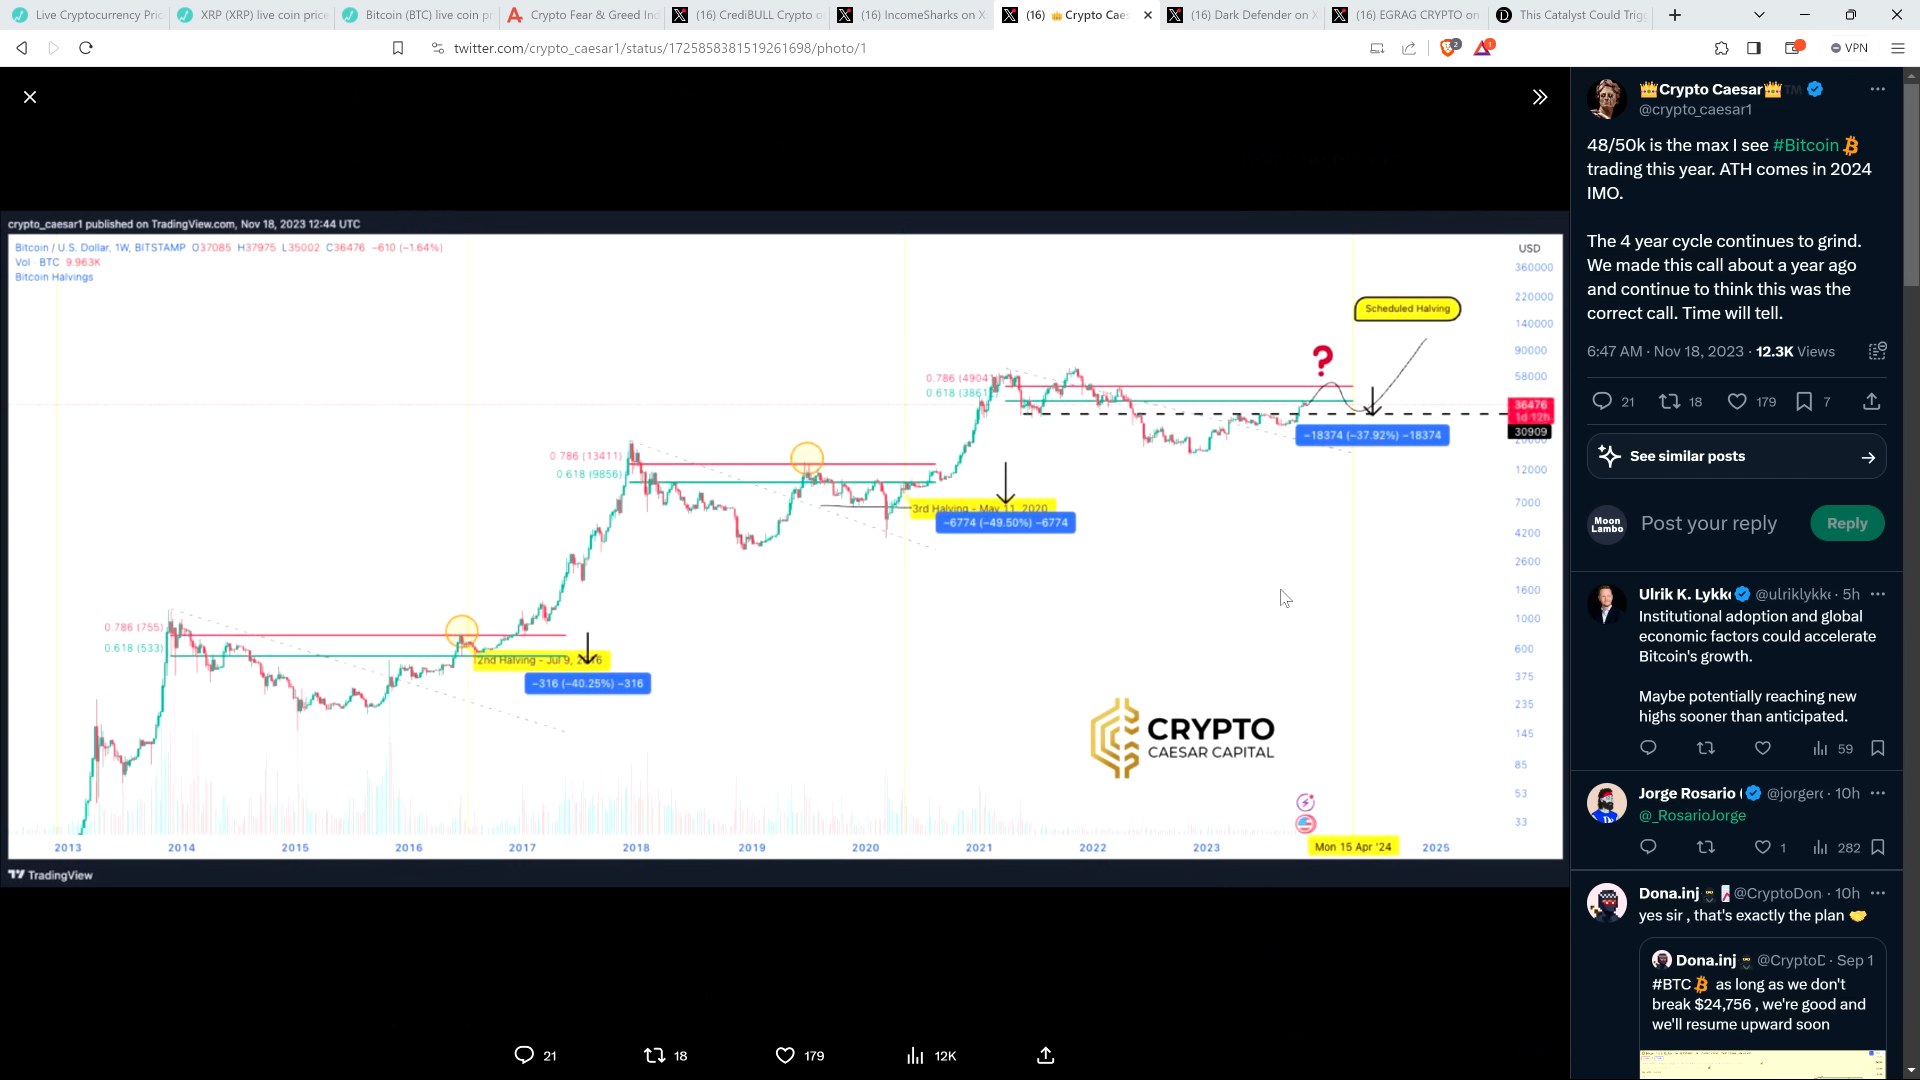 Live Cryptocurrency Pric
XRP (XRP) live coin price
Bitcoin (BTC) live coin pr
Crypto Fear & Greed In
(16) CrediBULL Crypto o
(16) IncomeSharks on X
(16) 👑Crypto Cae
(16) Dark Defender on X
(16) EGRAG CRYPTO on
This Catalyst Could Trig
twitter.com/crypto_caesar1/status/1725858381519261698/photo/1
2
1
VPN
crypto_caesar1 published on TradingView.com, Nov 18, 2023 12:44 UTC
Bitcoin / U.S. Dollar, 1W, BITSTAMP O37085 H37975 L35002 C36476 −610 (−1.64%)
Vol · BTC 9.963K
Bitcoin Halvings
USD
360000
220000
140000
90000
58000
36476
1d 12h
30909
20000
12000
7000
4200
2600
1600
1000
600
375
235
145
85
53
33
Scheduled Halving
?
0.786 (4904
0.618 (3861
−18374 (−37.92%) −18374
0.786 (13411)
0.618 (9856)
3rd Halving - May 11, 2020
−6774 (−49.50%) −6774
0.786 (755)
0.618 (533)
2nd Halving - Jul 9, 2016
−316 (−40.25%) −316
CRYPTO
CAESAR CAPITAL
2013 2014 2015 2016 2017 2018 2019 2020 2021 2022 2023 Mon 15 Apr '24 2025
TradingView
21 18 179 12K
👑Crypto Caesar👑™
@crypto_caesar1
48/50k is the max I see #Bitcoin
trading this year. ATH comes in 2024
IMO.
The 4 year cycle continues to grind.
We made this call about a year ago
and continue to think this was the
correct call. Time will tell.
6:47 AM · Nov 18, 2023 · 12.3K Views
21 18 179 7
See similar posts
Moon
Lambo
Post your reply
Reply
Ulrik K. Lykke @ulriklykke · 5h
Institutional adoption and global
economic factors could accelerate
Bitcoin's growth.
Maybe potentially reaching new
highs sooner than anticipated.
59
Jorge Rosario ( @jorger · 10h
@_RosarioJorge
1 282
Dona.inj @CryptoDon · 10h
yes sir , that's exactly the plan 🤝
Dona.inj @CryptoD · Sep 1
#BTC as long as we don't
break $24,756 , we're good and
we'll resume upward soon